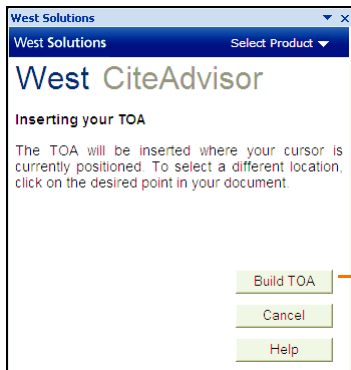 West Solutions
West Solutions Select Product
West CiteAdvisor
Inserting your TOA
The TOA will be inserted where your cursor is
currently positioned. To select a different location,
click on the desired point in your document.
Build TOA
Cancel
Help